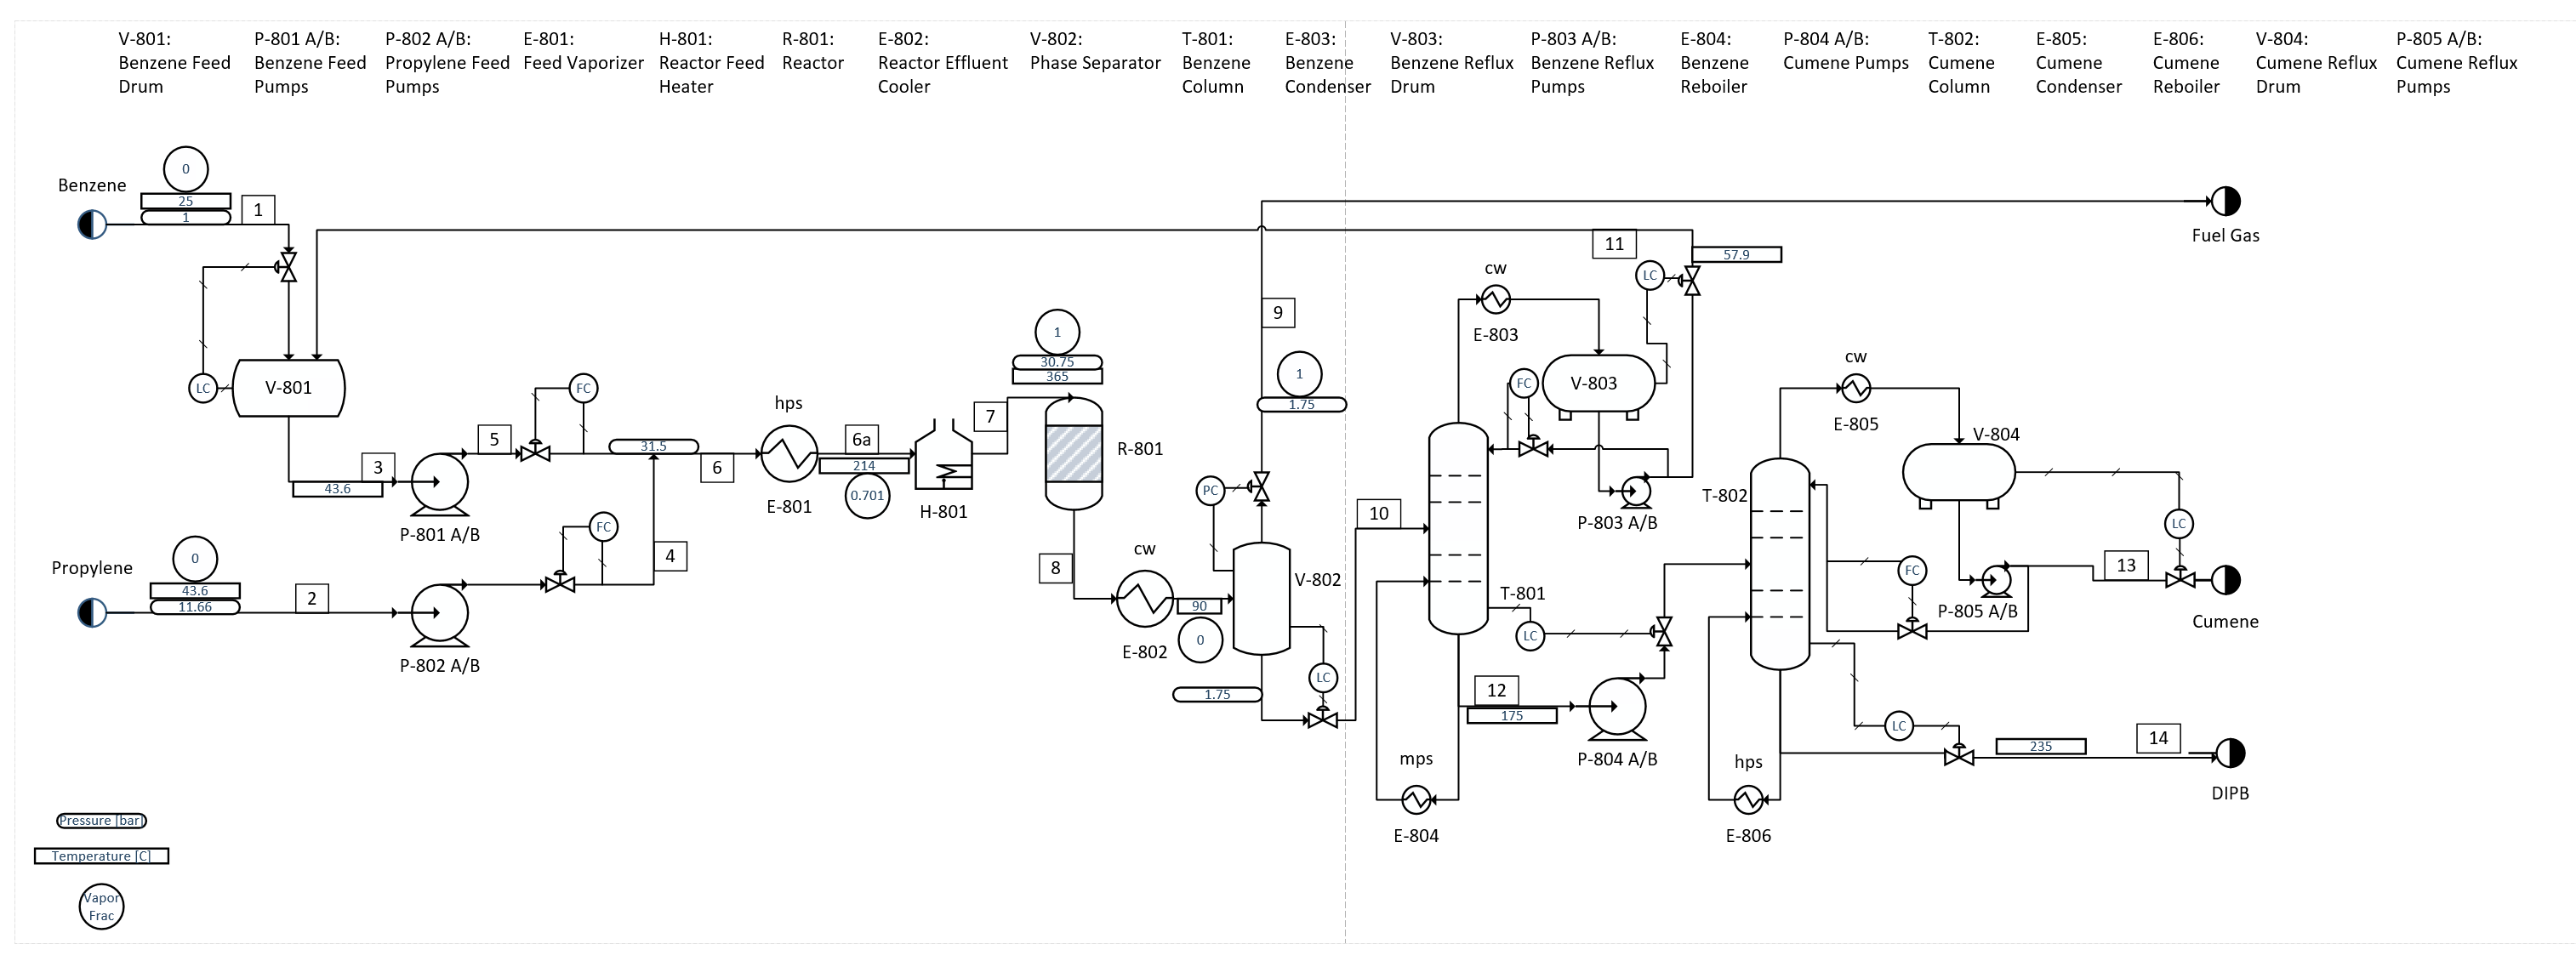 V-801:
Benzene Feed
Drum
P-801 A/B:
Benzene Feed
Pumps
P-802 A/B:
Propylene Feed
Pumps
E-801:
Feed Vaporizer
H-801:
Reactor Feed
Heater
R-801:
Reactor
E-802:
Reactor Effluent
Cooler
V-802:
Phase Separator
T-801:
Benzene
Column
E-803:
Benzene
Condenser
V-803:
Benzene Reflux
Drum
P-803 A/B:
Benzene Reflux
Pumps
E-804:
Benzene
Reboiler
P-804 A/B:
Cumene Pumps
T-802:
Cumene
Column
E-805:
Cumene
Condenser
E-806:
Cumene
Reboiler
V-804:
Cumene Reflux
Drum
P-805 A/B:
Cumene Reflux
Pumps
Benzene
0
25
1
1
LC
V-801
3
43.6
P-801 A/B
5
FC
31.5
6
Propylene
0
43.6
11.66
2
P-802 A/B
FC
4
hps
E-801
6a
214
0.701
H-801
7
1
30.75
365
R-801
8
cw
E-802
90
0
V-802
PC
LC
1.75
9
1
1.75
Fuel Gas
10
T-801
cw
E-803
V-803
FC
LC
11
57.9
P-803 A/B
LC
12
175
P-804 A/B
mps
E-804
T-802
cw
E-805
V-804
LC
FC
P-805 A/B
13
Cumene
LC
235
14
DIPB
hps
E-806
Pressure [bar]
Temperature [C]
Vapor
Frac